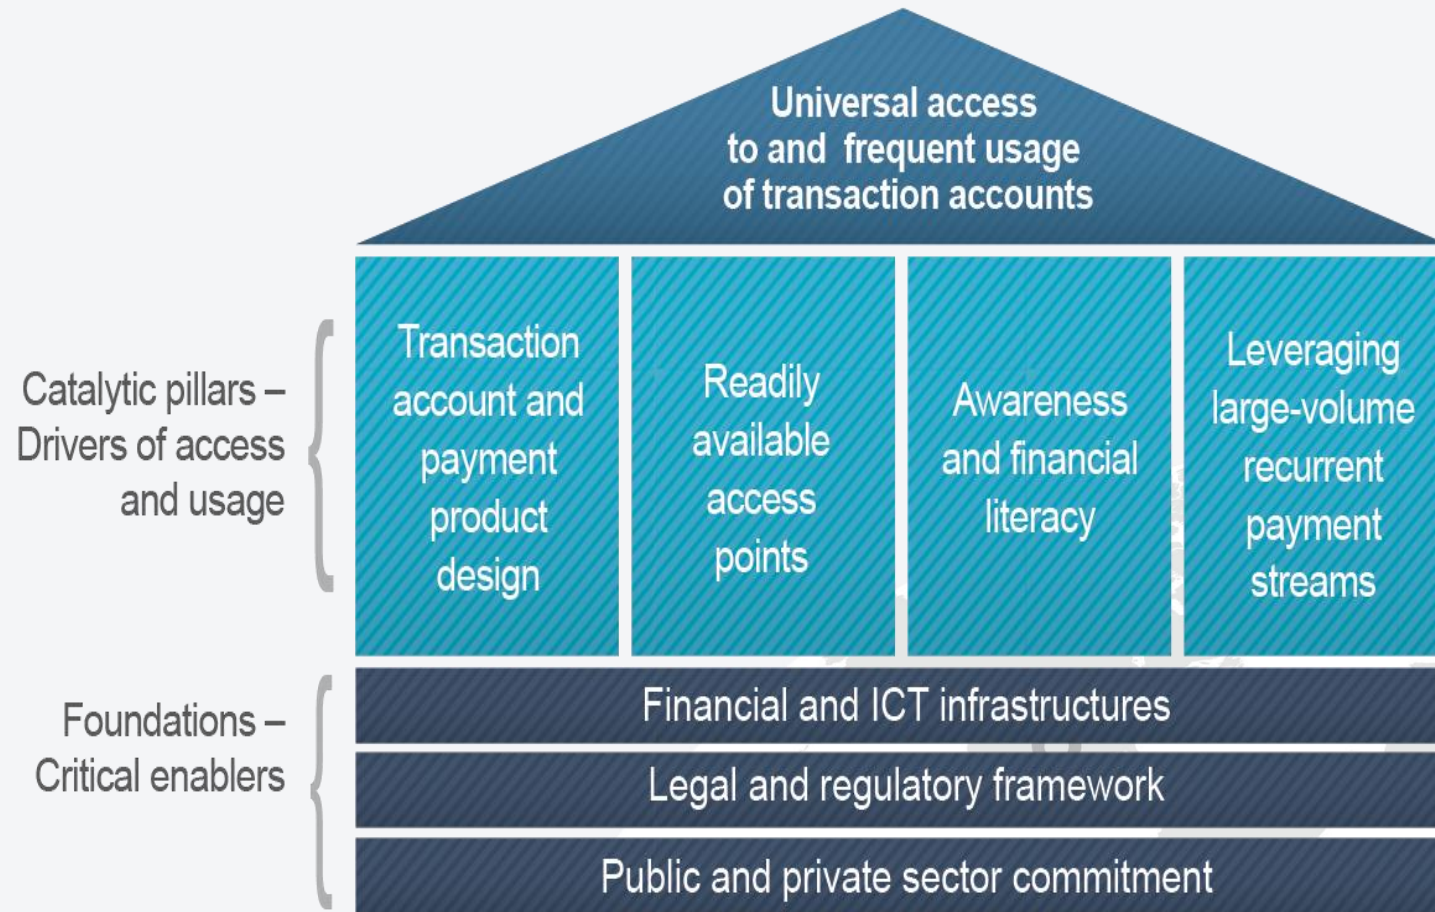 Universal access
to and frequent usage
of transaction accounts
Catalytic pillars –
Drivers of access
and usage
Transaction
account and
payment
product
design
Readily
available
access
points
Awareness
and financial
literacy
Leveraging
large-volume
recurrent
payment
streams
Foundations –
Critical enablers
Financial and ICT infrastructures
Legal and regulatory framework
Public and private sector commitment